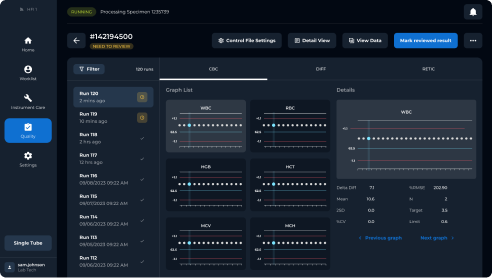 RUNNING Processing Specimen 1235739
Home
Worklist
Instrument Care
Quality
Settings
Single Tube
sam.johnson
Lab Tech
#142194500
NEED TO REVIEW
Control File Settings
Detail View
View Data
Mark reviewed result
Filter
120 runs
Run 120
2 mins ago
Run 119
10 mins ago
Run 118
2 hrs ago
Run 117
12 hrs ago
Run 116
09/08/2023 09:22 AM
Run 115
09/07/2023 09:22 AM
Run 114
09/06/2023 09:22 AM
Run 113
09/05/2023 09:22 AM
Run 112
09/02/2023 09:22 AM
CBC
DIFF
RETIC
Graph List
WBC
RBC
HGB
HCT
MCV
MCH
Details
WBC
Delta Diff 7.1
Mean 10.6
2SD 0.0
%CV 0.0
%RMSE 202.90
N 2
Target 3.5
Limit 0.6
Previous graph
Next graph